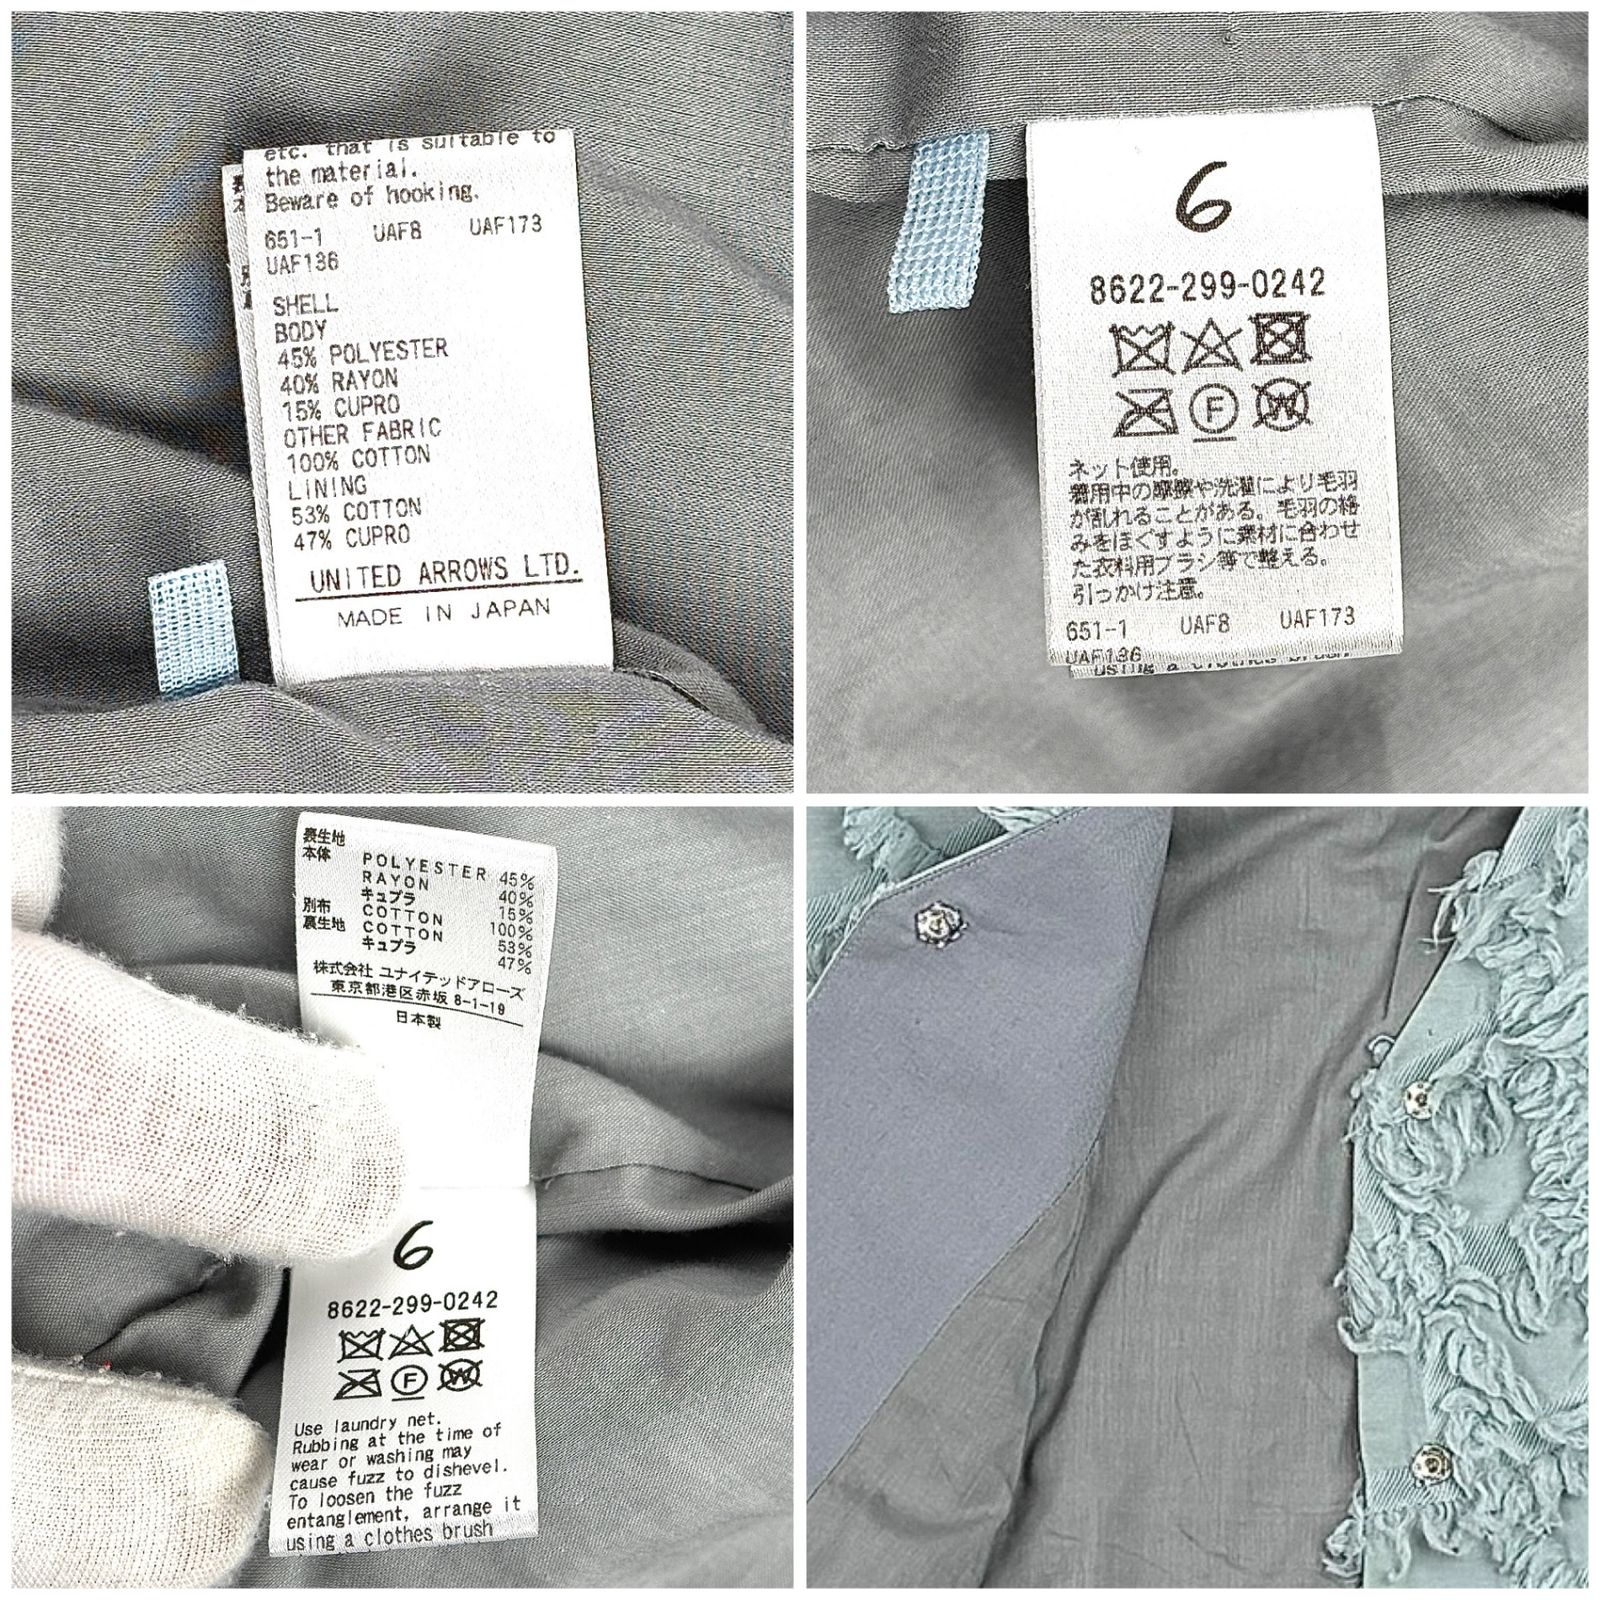 etc. that is suitable to
the material.
Beware of hooking.
651-1 UAF8 UAF173
UAF136
SHELL
BODY
45% POLYESTER
40% RAYON
15% CUPRO
OTHER FABRIC
100% COTTON
LINING
53% COTTON
47% CUPRO
UNITED ARROWS LTD.
MADE IN JAPAN
6
8622-299-0242
F
W
ネット使用。
着用中の摩擦や洗濯により毛羽
が乱れることがある。毛羽の絡
みをほぐすように素材に合わせ
た衣料用ブラシ等で整える。
引っかけ注意。
651-1 UAF8 UAF173
UAF136
using a clothes brush
表生地
本体 POLYESTER 45%
RAYON 40%
キュプラ 15%
別布 COTTON 100%
裏生地 COTTON 53%
キュプラ 47%
株式会社 ユナイテッドアローズ
東京都港区赤坂 8-1-19
日本製
6
8622-299-0242
F
W
Use laundry net.
Rubbing at the time of
wear or washing may
cause fuzz to dishevel.
To loosen the fuzz
entanglement, arrange it
using a clothes brush